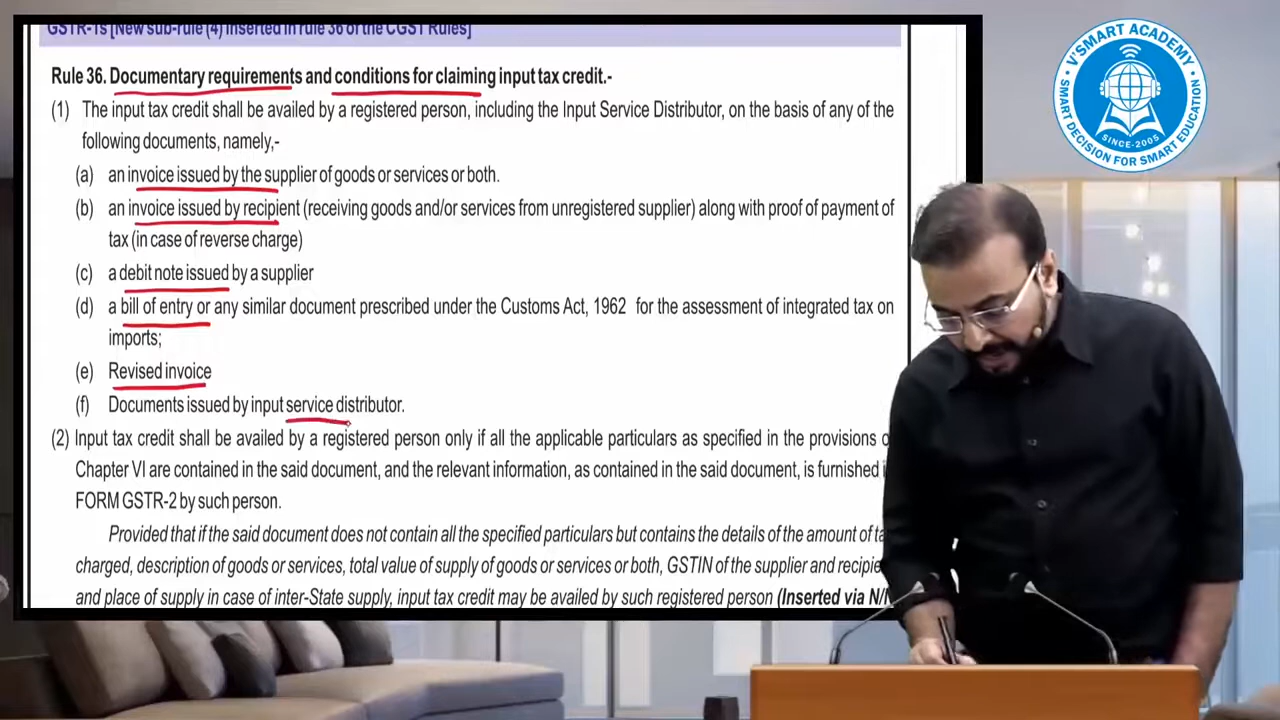 GSTR-1s [New sub-rule (4) inserted in rule 36 of the CGST Rules]
Rule 36. Documentary requirements and conditions for claiming input tax credit.-
(1) The input tax credit shall be availed by a registered person, including the Input Service Distributor, on the basis of any of the
following documents, namely,-
(a) an invoice issued by the supplier of goods or services or both.
(b) an invoice issued by recipient (receiving goods and/or services from unregistered supplier) along with proof of payment of
tax (in case of reverse charge)
(c) a debit note issued by a supplier
(d) a bill of entry or any similar document prescribed under the Customs Act, 1962 for the assessment of integrated tax on
imports;
(e) Revised invoice
(f) Documents issued by input service distributor.
(2) Input tax credit shall be availed by a registered person only if all the applicable particulars as specified in the provisions
Chapter VI are contained in the said document, and the relevant information, as contained in the said document, is furnished
FORM GSTR-2 by such person.
Provided that if the said document does not contain all the specified particulars but contains the details of the amount of
charged, description of goods or services, total value of supply of goods or services or both, GSTIN of the supplier and
and place of supply in case of inter-State supply, input tax credit may be availed by such registered person (Inserted via
V'SMART ACADEMY
SINCE-2005
SMART DECISION FOR SMART EDUCATION